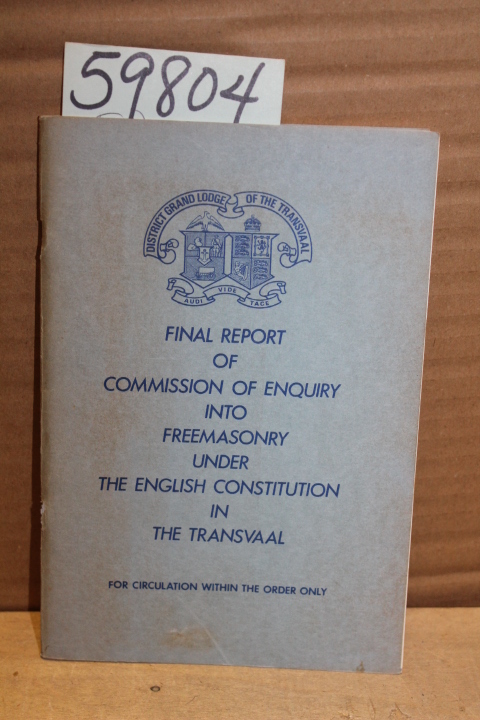 59804
DISTRICT GRAND LODGE OF THE TRANSVAAL
AUDI VIDE TACE
FINAL REPORT
OF
COMMISSION OF ENQUIRY
INTO
FREEMASONRY
UNDER
THE ENGLISH CONSTITUTION
IN
THE TRANSVAAL
FOR CIRCULATION WITHIN THE ORDER ONLY